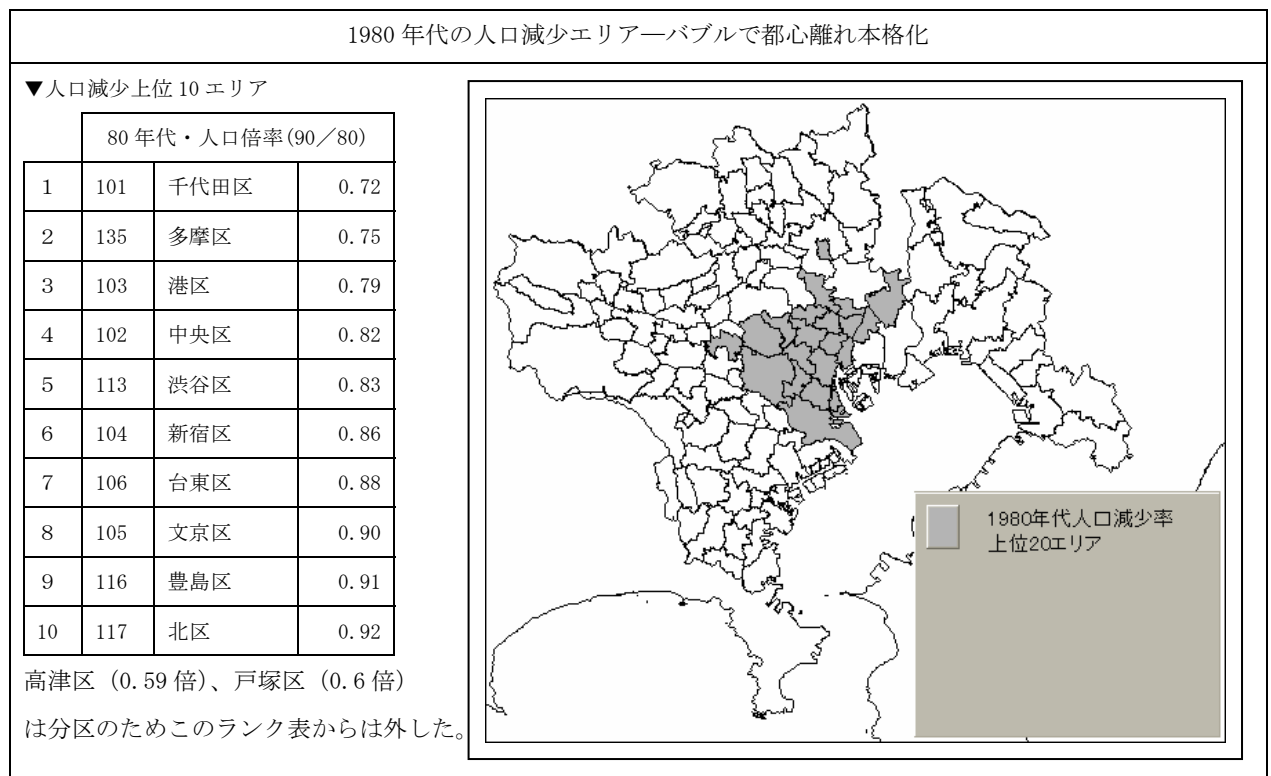 1980 年代の人口減少エリア―バブルで都心離れ本格化
▼人口減少上位 10 エリア
80 年代・人口倍率(90／80)
1 101 千代田区 0.72
2 135 多摩区 0.75
3 103 港区 0.79
4 102 中央区 0.82
5 113 渋谷区 0.83
6 104 新宿区 0.86
7 106 台東区 0.88
8 105 文京区 0.90
9 116 豊島区 0.91
10 117 北区 0.92
高津区（0.59 倍）、戸塚区（0.6 倍）
は分区のためこのランク表からは外した。
1980年代人口減少率
上位20エリア